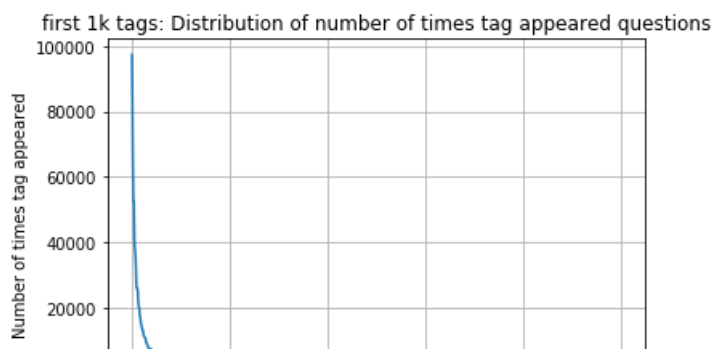 first 1k tags: Distribution of number of times tag appeared questions
100000
80000
60000
40000
20000
Number of times tag appeared